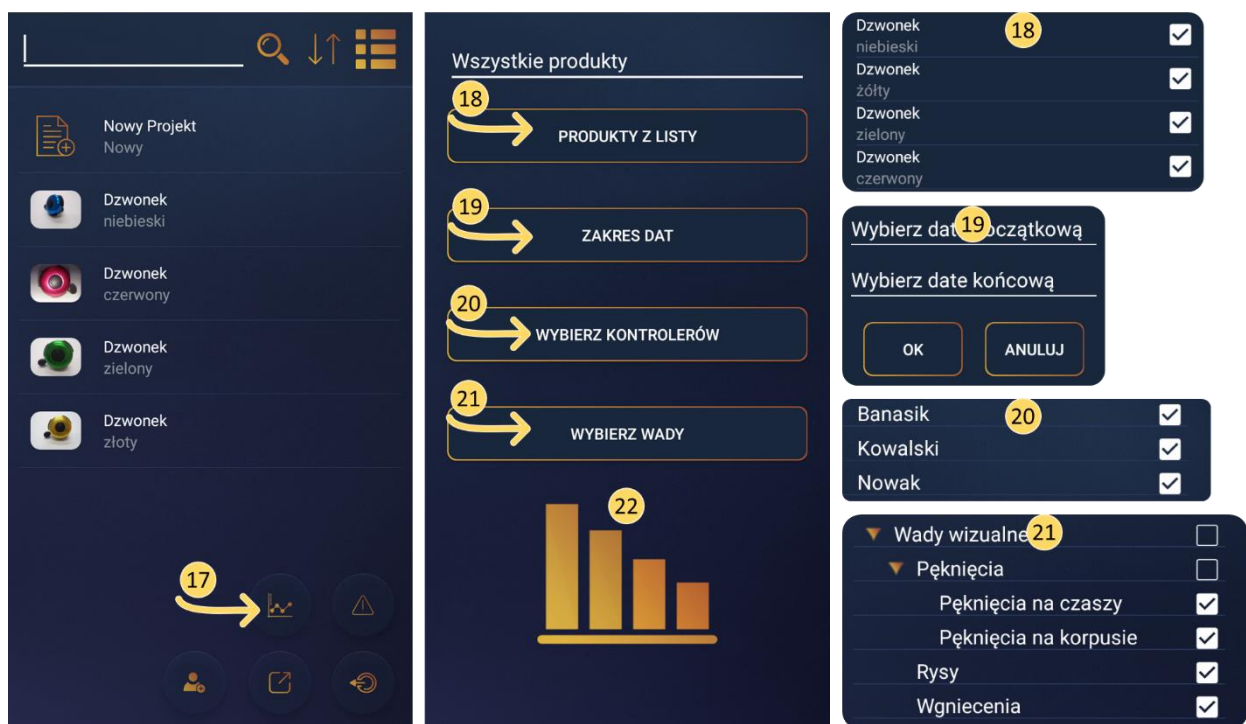 Nowy Projekt
Nowy
Dzwonek
niebieski
Dzwonek
czerwony
Dzwonek
zielony
Dzwonek
złoty
17
Wszystkie produkty
18
PRODUKTY Z LISTY
19
ZAKRES DAT
20
WYBIERZ KONTROLERÓW
21
WYBIERZ WADY
22
18
Dzwonek
niebieski
Dzwonek
żółty
Dzwonek
zielony
Dzwonek
czerwony
Wybierz dat 19 oczątkową
Wybierz date końcową
OK ANULUJ
Banasik 20
Kowalski
Nowak
Wady wizualne 21
Pęknięcia
Pęknięcia na czaszy
Pęknięcia na korpusie
Rysy
Wgniecenia